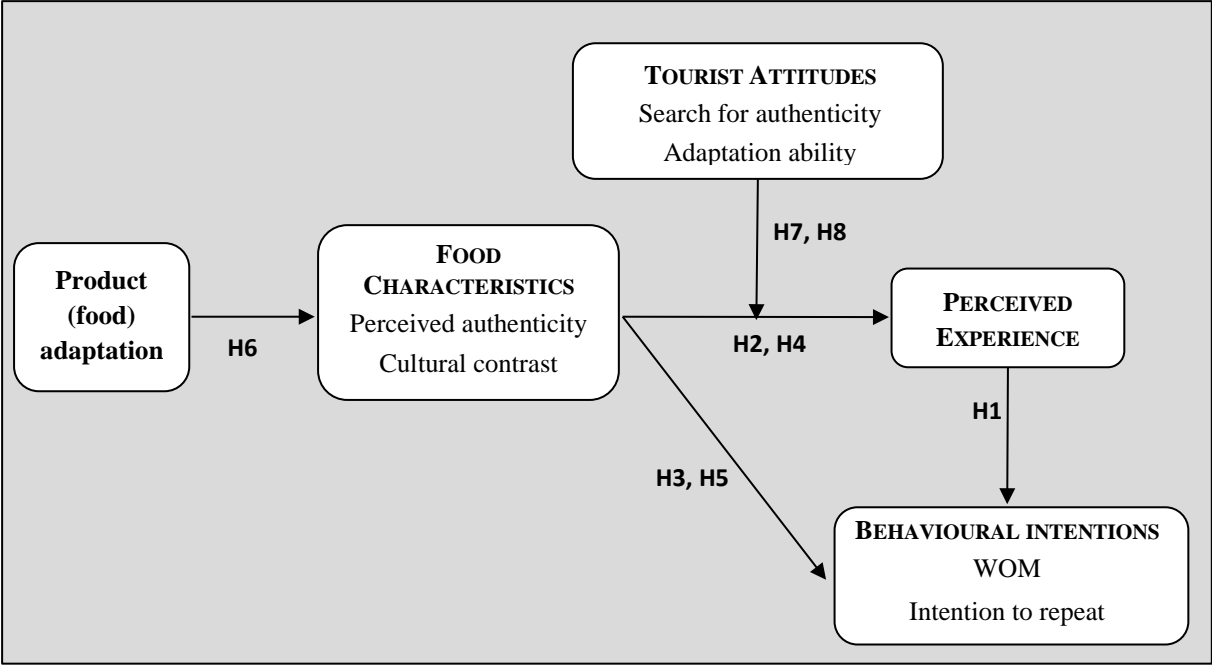 TOURIST ATTITUDES
Search for authenticity
Adaptation ability
H7, H8
Product
(food)
adaptation
H6
FOOD
CHARACTERISTICS
Perceived authenticity
Cultural contrast
H2, H4
PERCEIVED
EXPERIENCE
H1
H3, H5
BEHAVIOURAL INTENTIONS
WOM
Intention to repeat